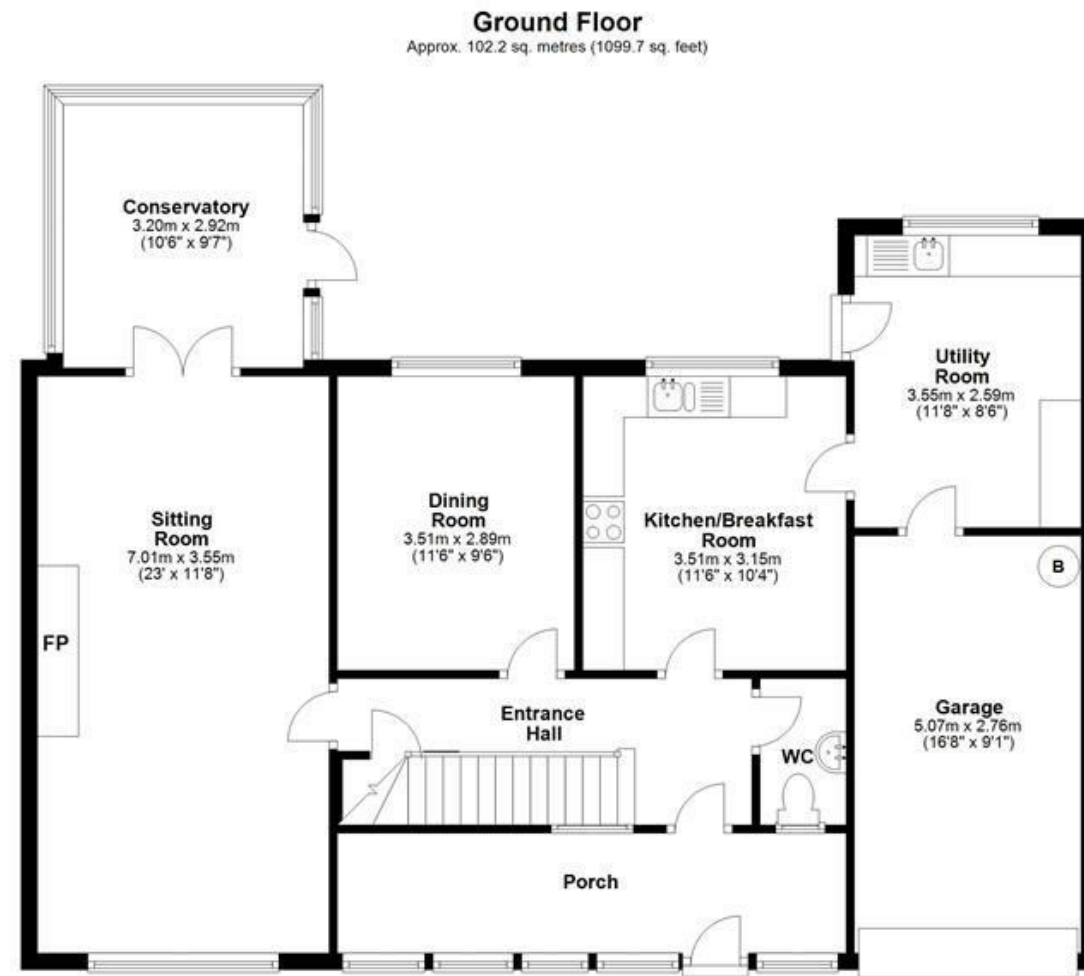 Ground Floor
Approx. 102.2 sq. metres (1099.7 sq. feet)
Conservatory
3.20m x 2.92m
(10'6" x 9'7")
Utility
Room
3.55m x 2.59m
(11'8" x 8'6")
Sitting
Room
7.01m x 3.55m
(23' x 11'8")
Dining
Room
3.51m x 2.89m
(11'6" x 9'6")
Kitchen/Breakfast
Room
3.51m x 3.15m
(11'6" x 10'4")
B
FP
Entrance
Hall
WC
Garage
5.07m x 2.76m
(16'8" x 9'1")
Porch